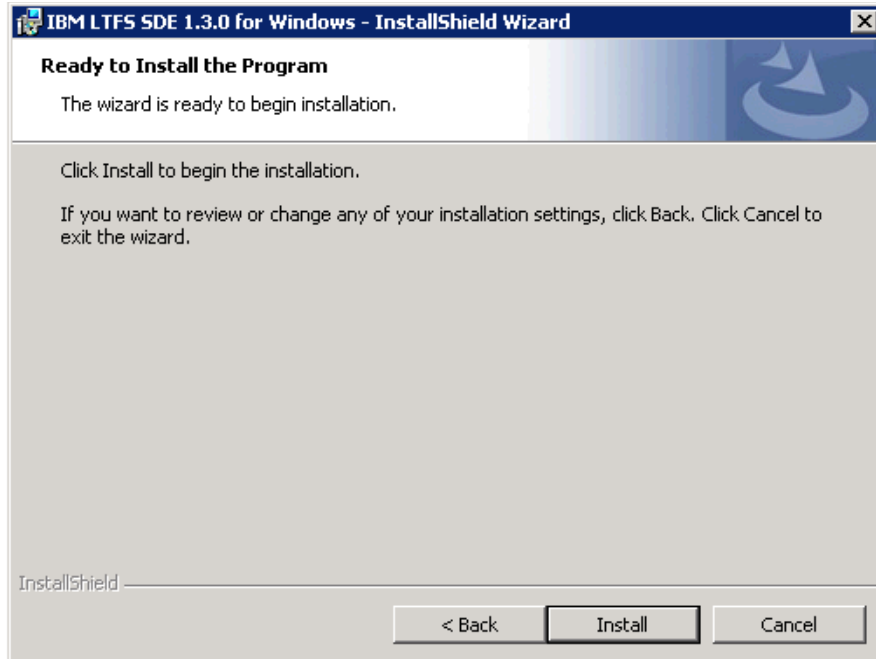 IBM LTFS SDE 1.3.0 for Windows - InstallShield Wizard
Ready to Install the Program
The wizard is ready to begin installation.
Click Install to begin the installation.
If you want to review or change any of your installation settings, click Back. Click Cancel to
exit the wizard.
InstallShield
< Back Install Cancel